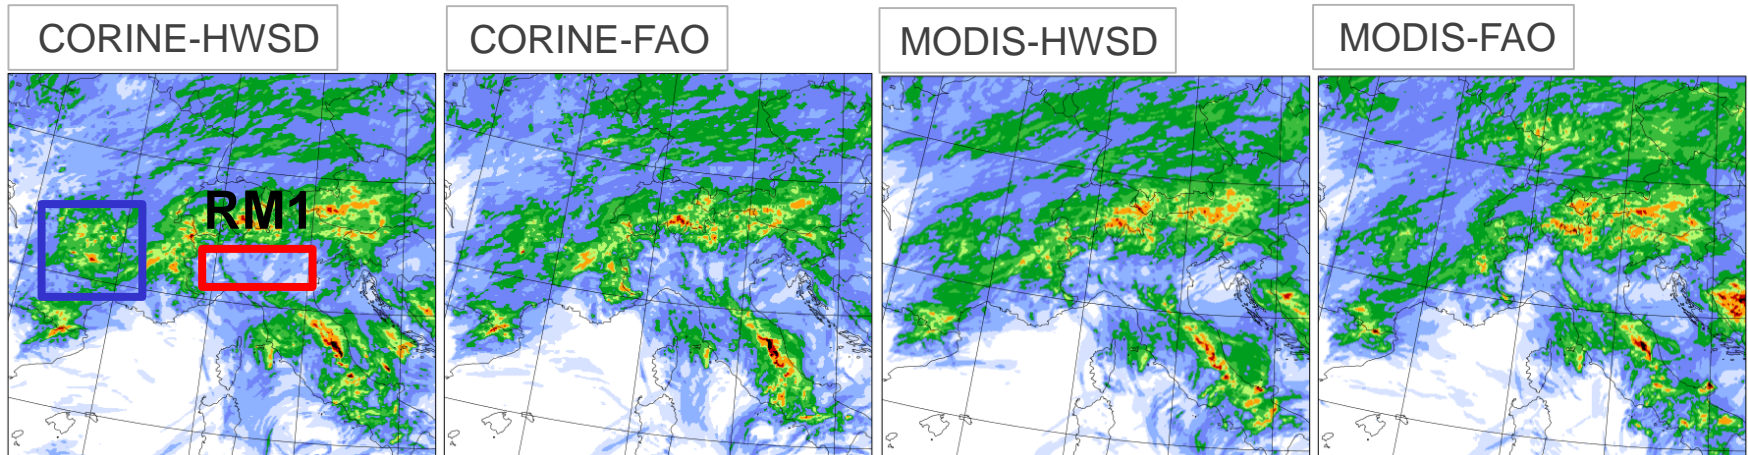 CORINE-HWSD
CORINE-FAO
MODIS-HWSD
MODIS-FAO
RM1